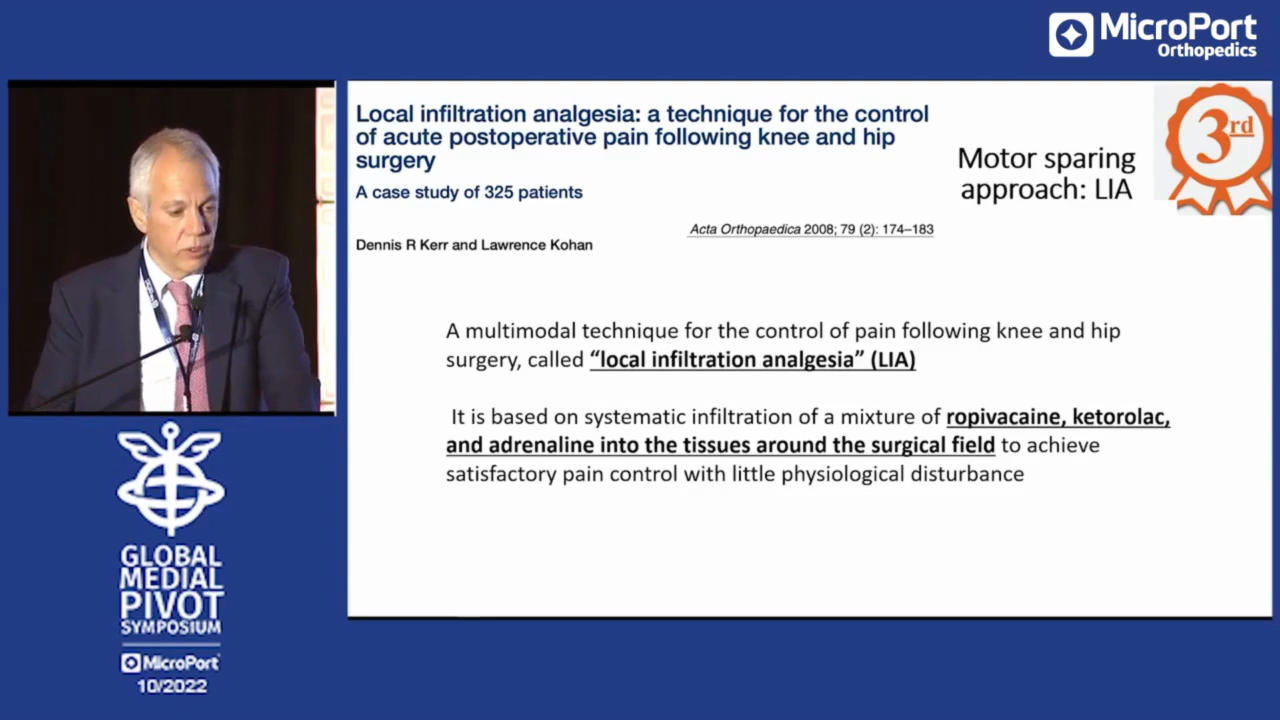 MicroPort
Orthopedics
Local infiltration analgesia: a technique for the control
of acute postoperative pain following knee and hip
surgery
A case study of 325 patients
Acta Orthopaedica 2008; 79 (2): 174–183
Dennis R Kerr and Lawrence Kohan
Motor sparing
approach: LIA
3rd
A multimodal technique for the control of pain following knee and hip
surgery, called “local infiltration analgesia” (LIA)
It is based on systematic infiltration of a mixture of ropivacaine, ketorolac,
and adrenaline into the tissues around the surgical field to achieve
satisfactory pain control with little physiological disturbance
GLOBAL
MEDIAL
PIVOT
SYMPOSIUM
MicroPort
10/2022